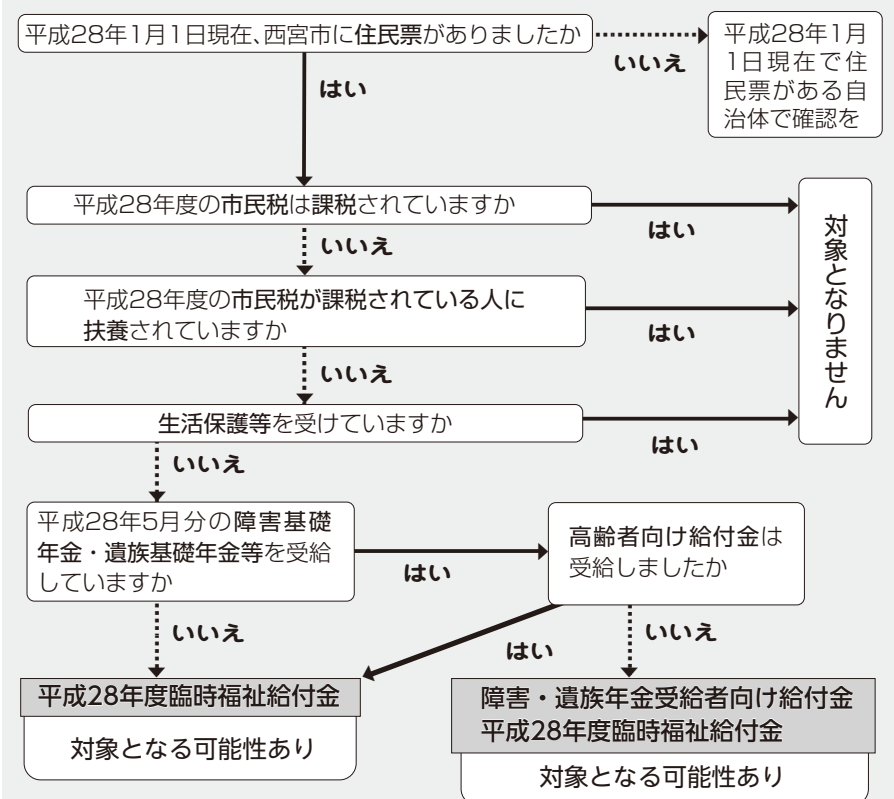 平成28年1月1日現在、西宮市に住民票がありましたか
いいえ
平成28年1月
1日現在で住
民票がある自
治体で確認を
はい
平成28年度の市民税は課税されていますか
はい
対象となりません
いいえ
平成28年度の市民税が課税されている人に
扶養されていますか
はい
いいえ
生活保護等を受けていますか
はい
いいえ
平成28年5月分の障害基礎
年金・遺族基礎年金等を受給
していますか
はい
高齢者向け給付金は
受給しましたか
いいえ
はい
いいえ
平成28年度臨時福祉給付金
対象となる可能性あり
障害・遺族年金受給者向け給付金
平成28年度臨時福祉給付金
対象となる可能性あり